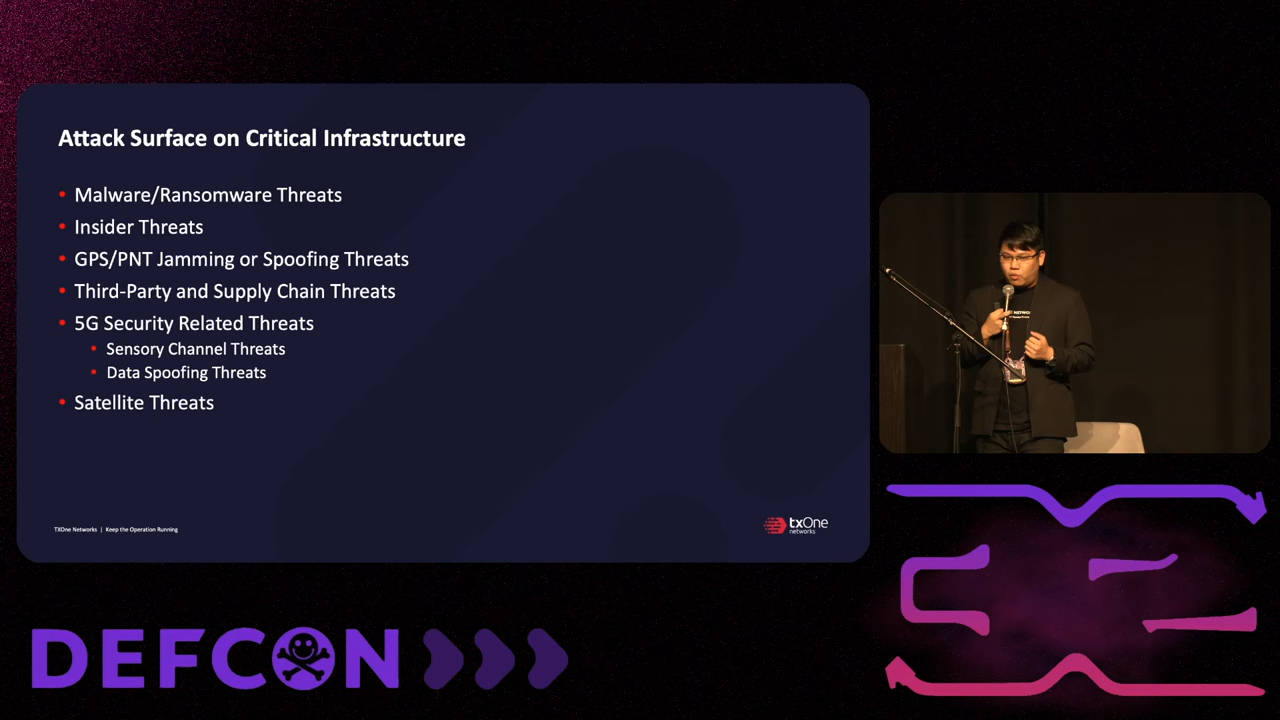 Attack Surface on Critical Infrastructure
• Malware/Ransomware Threats
• Insider Threats
• GPS/PNT Jamming or Spoofing Threats
• Third-Party and Supply Chain Threats
• 5G Security Related Threats
• Sensory Channel Threats
• Data Spoofing Threats
• Satellite Threats
TXOne Networks | Keep the Operation Running
txOne
networks
DEFCON